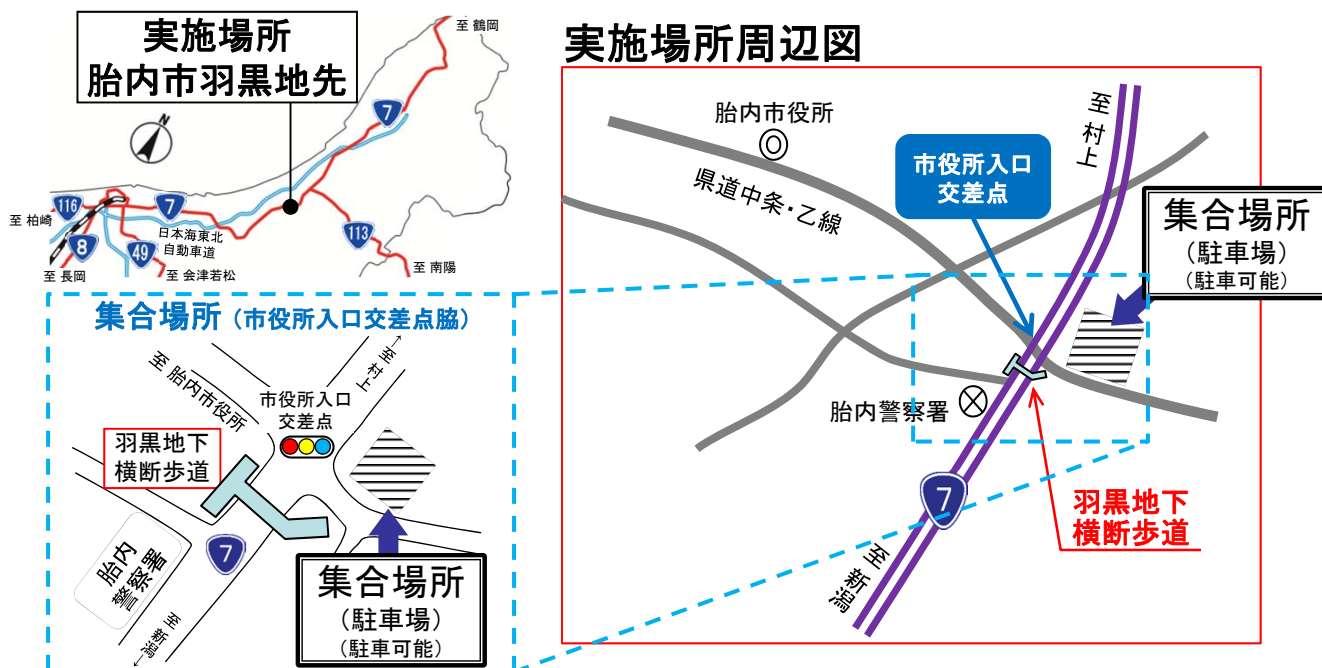 実施場所
胎内市羽黒地先
至 鶴岡
7
116
7
至 柏崎
日本海東北
自動車道
8
49
113
至 長岡
至 会津若松
至 南陽
集合場所（市役所入口交差点脇）
至 胎内市役所
←至 村上
市役所入口
交差点
羽黒地下
横断歩道
7
胎内
警察署
至 新潟→
集合場所
（駐車場）
（駐車可能）
実施場所周辺図
至 村上
胎内市役所
市役所入口
交差点
県道中条・乙線
集合場所
（駐車場）
（駐車可能）
胎内警察署
7
羽黒地下
横断歩道
至 新潟